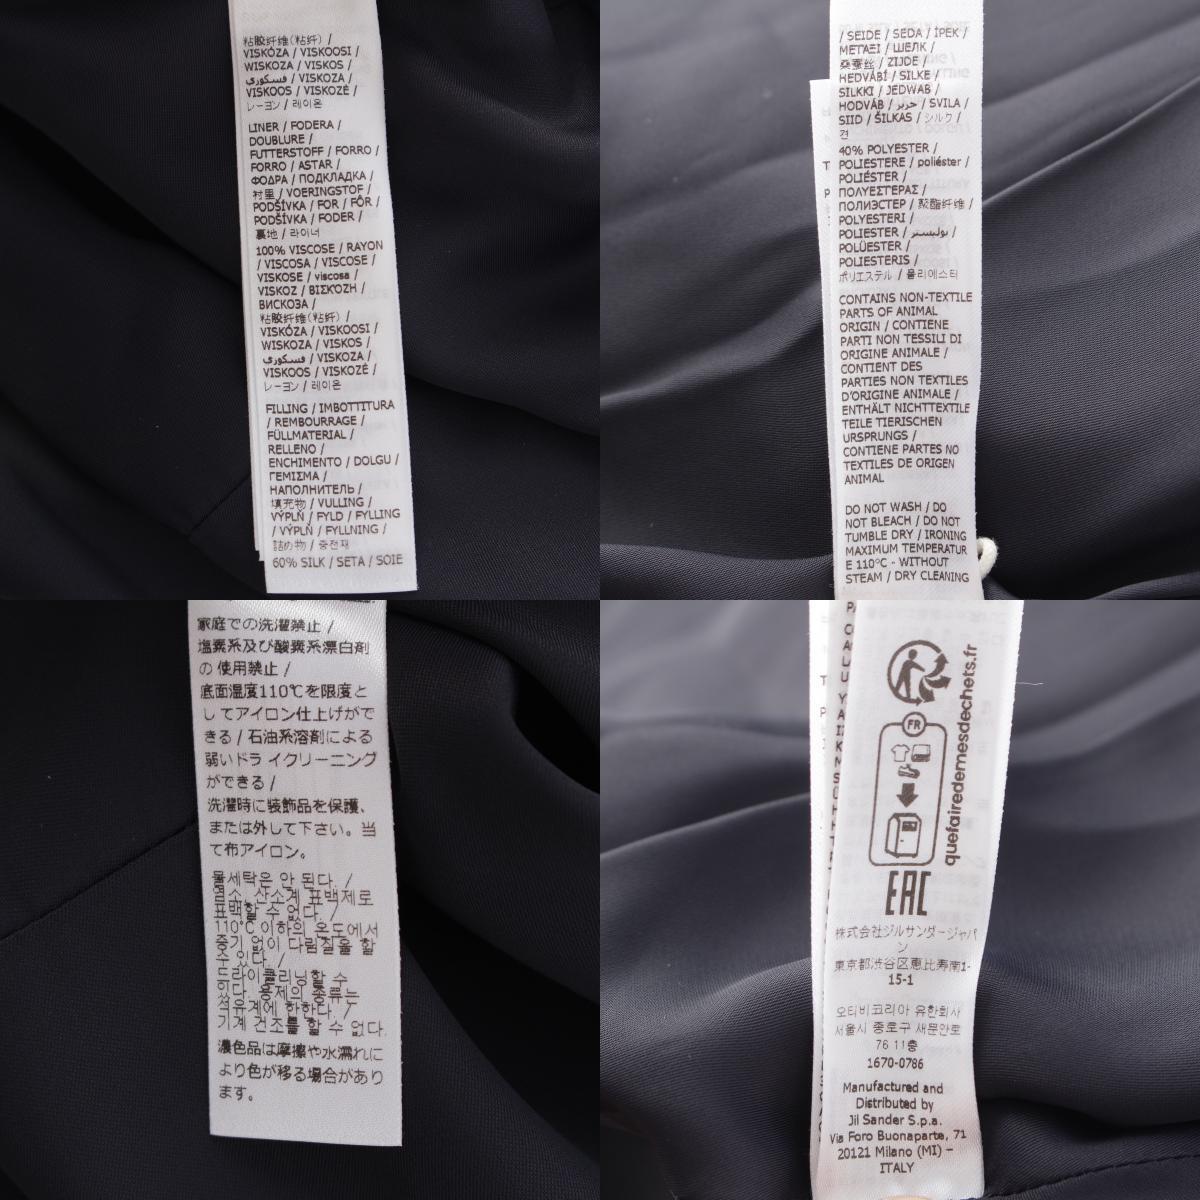 粘胶纤维(粘纤) /
VISKÓZA / VISKOOSI /
WISKOZA / VISKOS /
فسكوري / VISKOZA /
VISKOOS / VISKOZĖ /
レーヨン / 레이온
LINER / FODERA /
DOUBLURE /
FUTTERSTOFF / FORRO /
FORRO / ASTAR /
ΦΟΔΡΑ / ПОДКЛАДКА /
衬里 / VOERINGSTOF /
PODŠÍVKA / FOR / FÔR /
PODŠÍVKA / FODER /
裏地 / 라이너
100% VISCOSE / RAYON
/ VISCOSA / VISCOSE /
VISKOSE / viscosa /
VISKOZ / ΒΙΣΚΌΖΗ /
ВИСКОЗА /
粘胶纤维(粘纤) /
VISKÓZA / VISKOOSI /
WISKOZA / VISKOS /
فسكوري / VISKOZA /
VISKOOS / VISKOZĖ /
レーヨン / 레이온
FILLING / IMBOTTITURA
/ REMBOURRAGE /
FÜLLMATERIAL /
RELLENO /
ENCHIMENTO / DOLGU /
ΓΕΜΙΣΜΑ /
НАПОЛНИТЕЛЬ /
填充物 / VULLING /
VÝPLŇ / FYLD / FYLLING
/ VÝPLŇ / FYLLNING /
詰め物 / 충전재
60% SILK / SETA / SOIE
/ SEIDE / SEDA / İPEK /
ΜΕΤΑΞΙ / ШЕЛК /
桑蚕丝 / ZIJDE /
HEDVÁBÍ / SILKE /
SILKKI / JEDWAB /
HODVÁB / حرير / SVILA /
SIID / ŠILKAS / シルク /
견
40% POLYESTER /
POLIESTERE / poliéster /
POLIÉSTER /
ΠΟΛΥΕΣΤΕΡΑΣ /
ПОЛИЭСТЕР / 聚酯纤维 /
POLYESTERI /
POLIESTER / بوليستر /
POLÜESTER /
POLIESTERIS /
ポリエステル / 폴리에스터
CONTAINS NON-TEXTILE
PARTS OF ANIMAL
ORIGIN / CONTIENE
PARTI NON TESSILI DI
ORIGINE ANIMALE /
CONTIENT DES
PARTIES NON TEXTILES
D'ORIGINE ANIMALE /
ENTHÄLT NICHTTEXTILE
TEILE TIERISCHEN
URSPRUNGS /
CONTIENE PARTES NO
TEXTILES DE ORIGEN
ANIMAL
DO NOT WASH / DO
NOT BLEACH / DO NOT
TUMBLE DRY / IRONING
MAXIMUM TEMPERATUR
E 110°C - WITHOUT
STEAM / DRY CLEANING
家庭での洗濯禁止 /
塩素系及び酸素系漂白剤
の 使用禁止 /
底面温度110℃を限度と
してアイロン仕上げがで
きる / 石油系溶剤による
弱いドラ イクリーニング
ができる /
洗濯時に装飾品を保護、
または外して下さい。当
て布アイロン。
물세탁은 안 된다. /
염소, 산소계 표백제로
표백할 수 없다. /
110℃ 이하의 온도에서
증기 없이 다림질을 할
수 있다. /
드라이클리닝할 수
있다. 용제의 종류는
석유계에 한한다. /
기계 건조를 할 수 없다.
濃色品は摩擦や水濡れに
より色が移る場合があり
ます。
FR
quefairedemesdechets.fr
EAC
株式会社ジルサンダージャパ
ン
東京都渋谷区恵比寿南1-
15-1
오티비코리아 유한회사
서울시 종로구 새문안로
76 11층
1670-0786
Manufactured and
Distributed by
Jil Sander S.p.a.
Via Foro Buonaparte, 71
20121 Milano (MI) –
ITALY